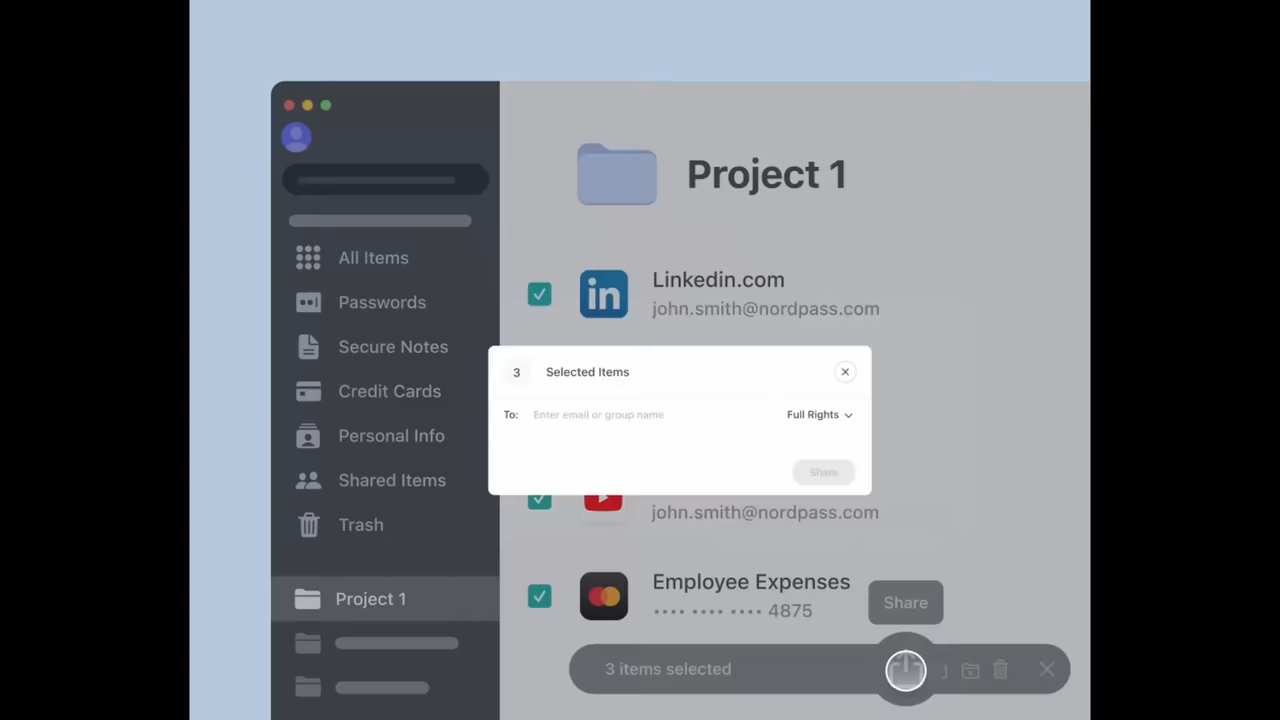 Project 1
All Items
Passwords
Secure Notes
Credit Cards
Personal Info
Shared Items
Trash
Project 1
in
Linkedin.com
john.smith@nordpass.com
3 Selected Items
To: Enter email or group name Full Rights
Share
john.smith@nordpass.com
Employee Expenses
•••• •••• •••• 4875
Share
3 items selected